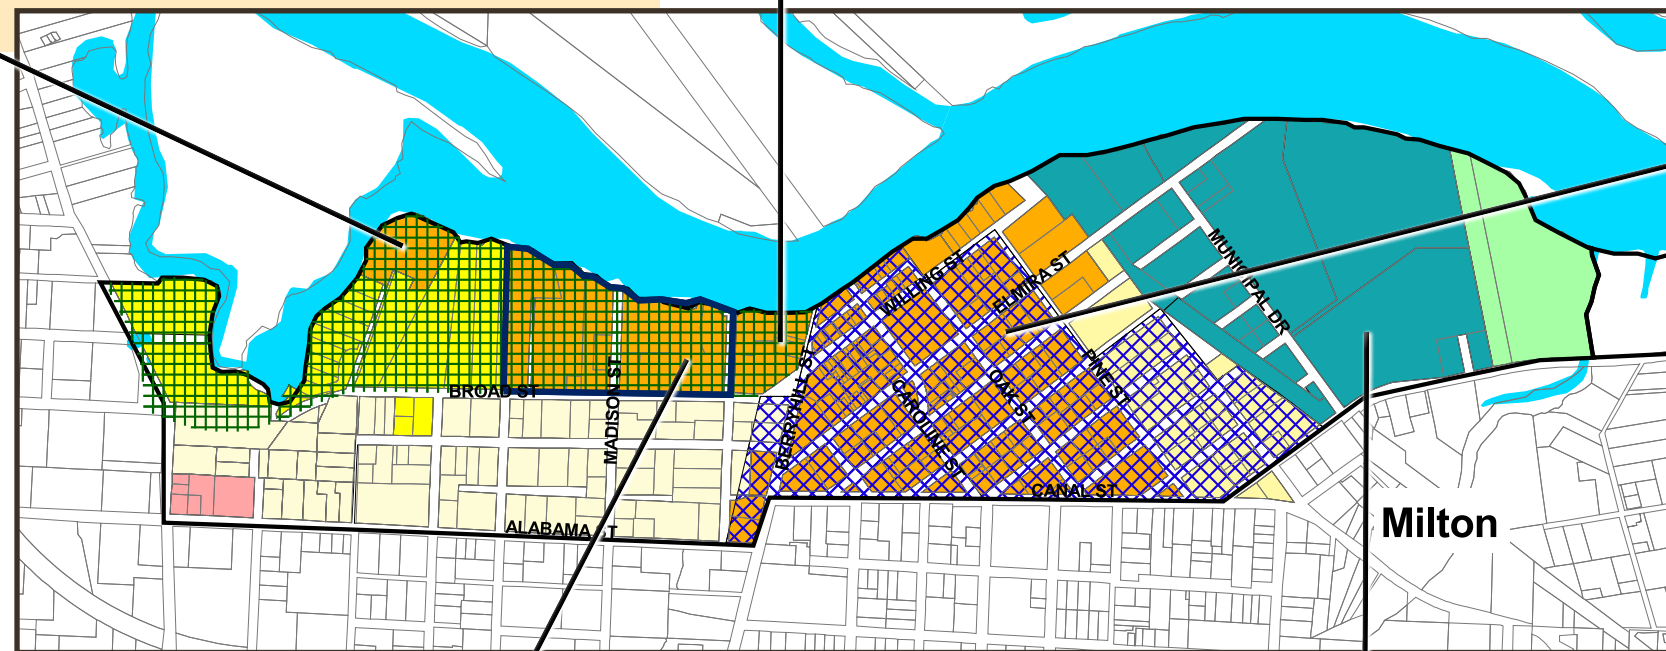 MUNICIPAL DR
WILLING ST
ELMIRA ST
PINE ST
BROAD ST
MADISON ST
BERRYHILL ST
CAROLINE ST
OAK ST
CANAL ST
ALABAMA ST
Milton